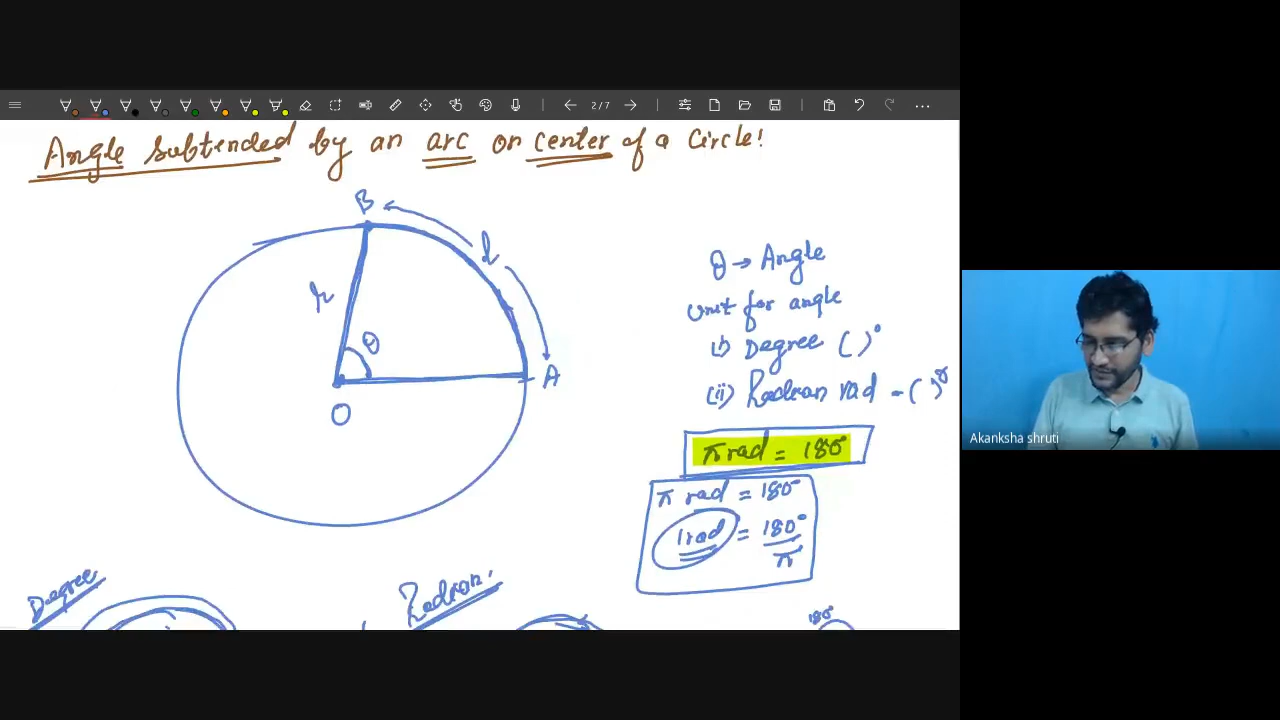 2/7
Angle subtended by an arc on center of a circle!
B
l
r
θ
A
O
θ → Angle
Unit for angle
(i) Degree ( )°
(ii) Radian rad - ( )ʳ
π rad = 180°
π rad = 180°
1 rad = 180°/π
Degree
Radian.
180°
Akanksha shruti